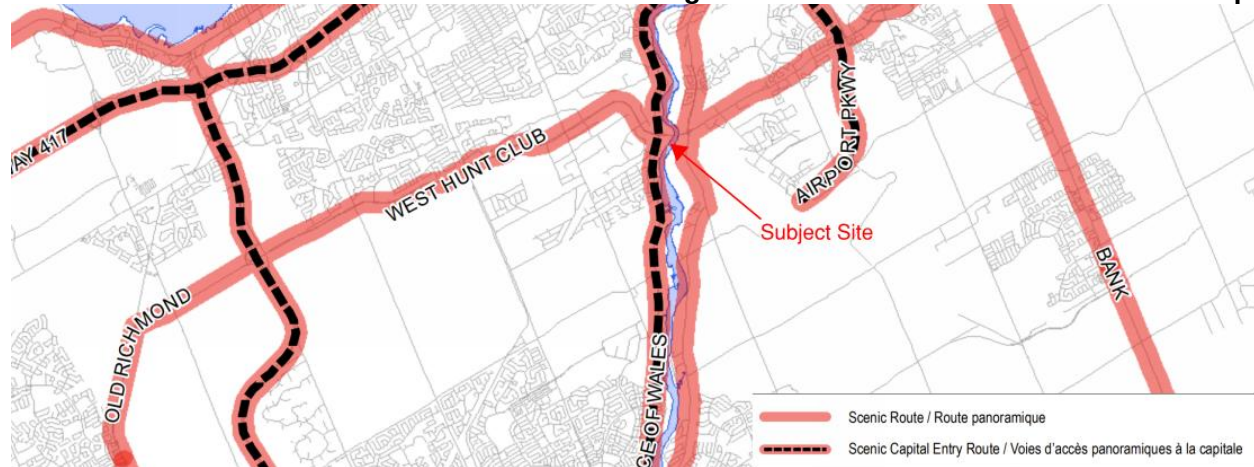 AIRPORT PKWY
WAY 417
WEST HUNT CLUB
Subject Site
BANK
OLD RICHMOND
CE OF WALES
Scenic Route / Route panoramique
Scenic Capital Entry Route / Voies d'accès panoramiques à la capitale